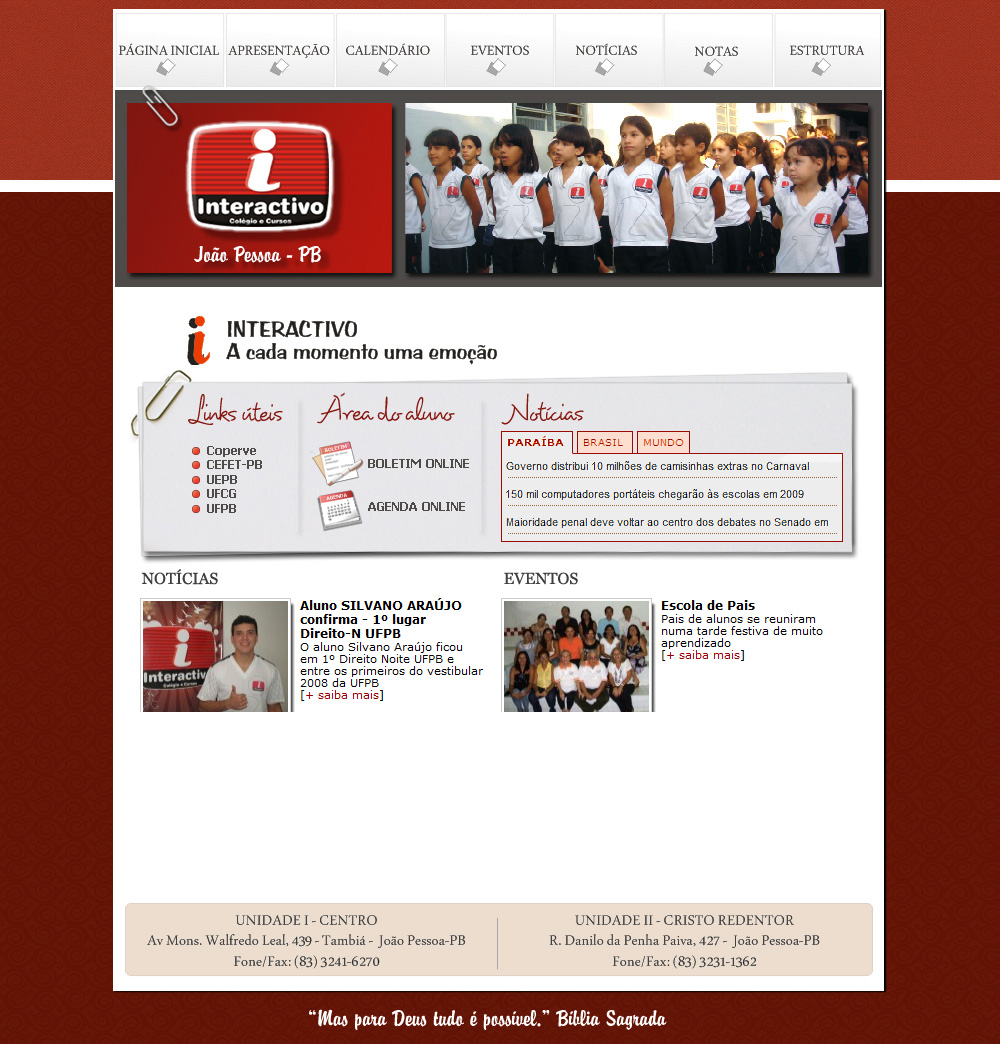 PÁGINA INICIAL APRESENTAÇÃO CALENDÁRIO EVENTOS NOTÍCIAS NOTAS ESTRUTURA
i
Interactivo
Colégio e Cursos
João Pessoa - PB
i INTERACTIVO
A cada momento uma emoção
Links úteis
Coperve
CEFET-PB
UEPB
UFCG
UFPB
Área do aluno
BOLETIM
BOLETIM ONLINE
AGENDA
AGENDA ONLINE
Notícias
PARAÍBA BRASIL MUNDO
Governo distribui 10 milhões de camisinhas extras no Carnaval
150 mil computadores portáteis chegarão às escolas em 2009
Maioridade penal deve voltar ao centro dos debates no Senado em
NOTÍCIAS
i
Interactivo
Aluno SILVANO ARAÚJO
confirma - 1º lugar
Direito-N UFPB
O aluno Silvano Araújo ficou
em 1º Direito Noite UFPB e
entre os primeiros do vestibular
2008 da UFPB
[+ saiba mais]
EVENTOS
Escola de Pais
Pais de alunos se reuniram
numa tarde festiva de muito
aprendizado
[+ saiba mais]
UNIDADE I - CENTRO
Av Mons. Walfredo Leal, 439 - Tambiá - João Pessoa-PB
Fone/Fax: (83) 3241-6270
UNIDADE II - CRISTO REDENTOR
R. Danilo da Penha Paiva, 427 - João Pessoa-PB
Fone/Fax: (83) 3231-1362
“Mas para Deus tudo é possível.” Bíblia Sagrada